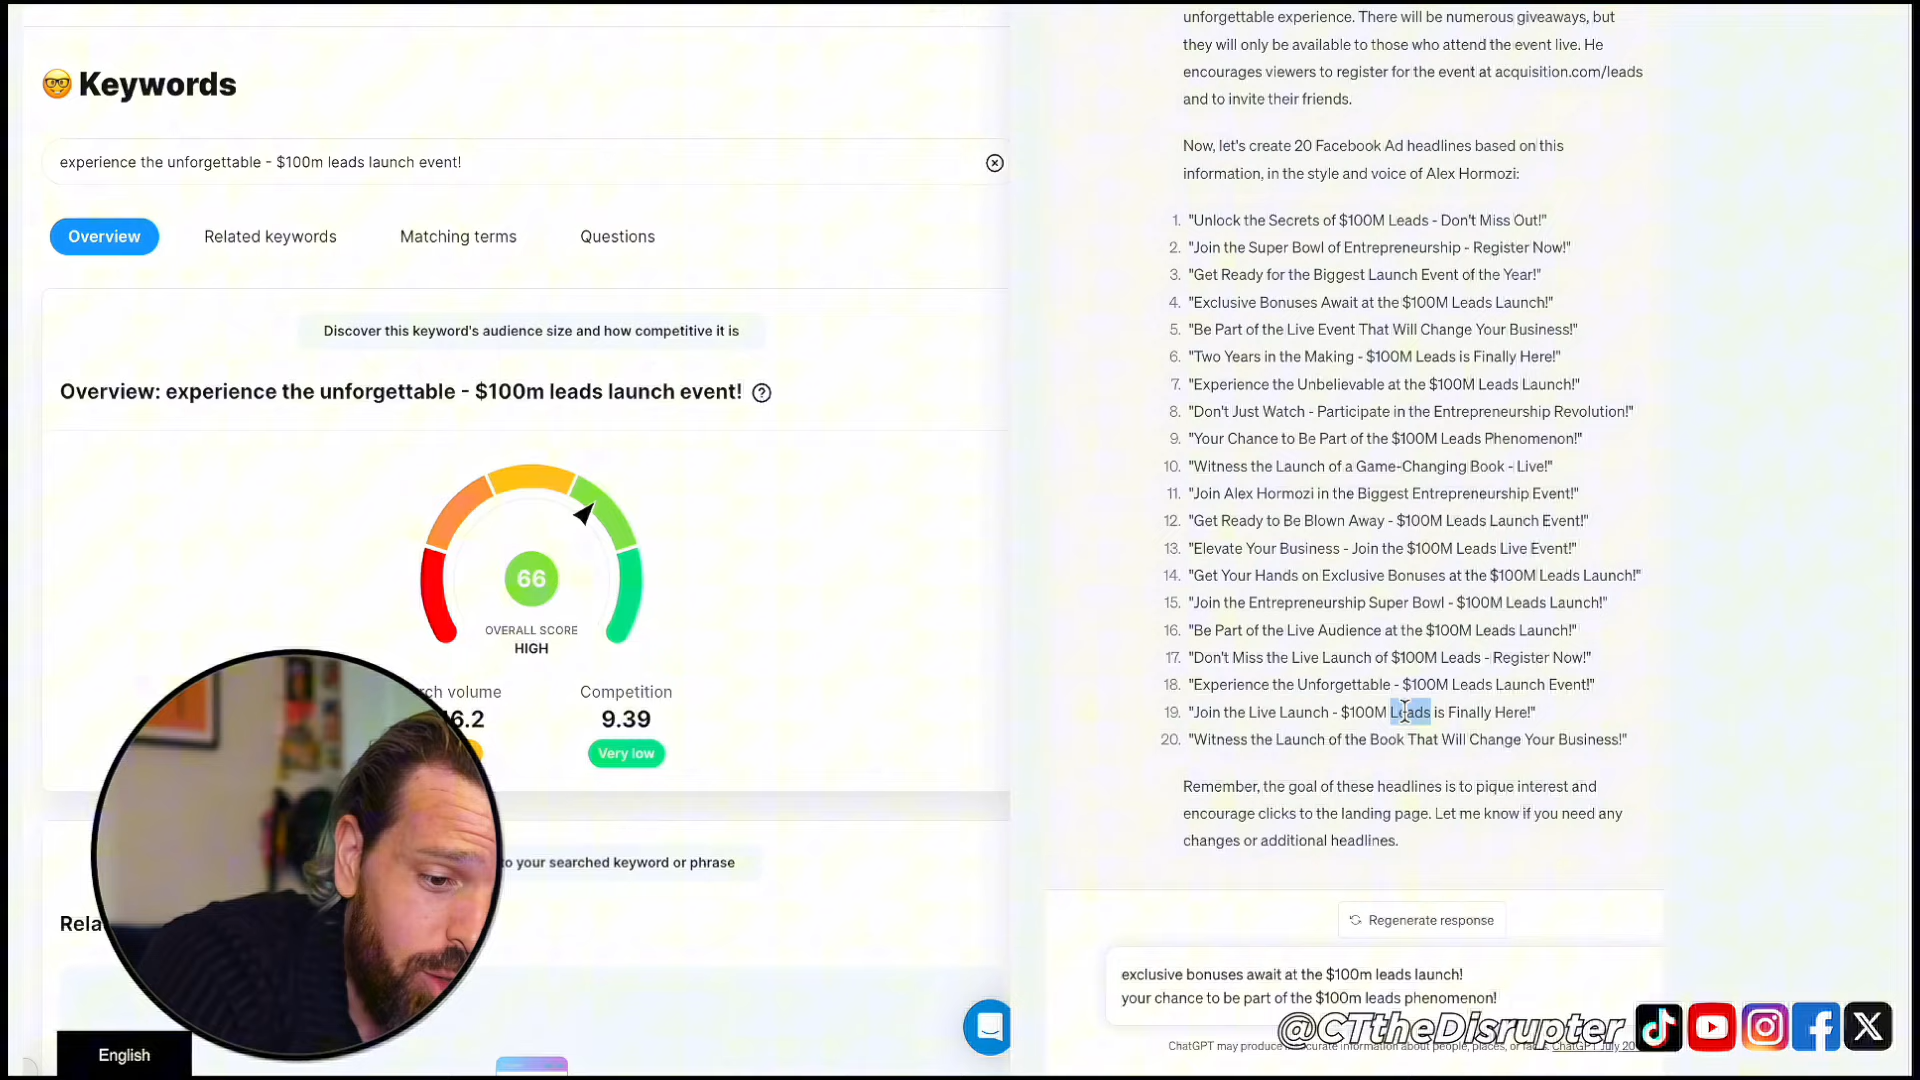 Keywords
experience the unforgettable - $100m leads launch event!
Overview
Related keywords
Matching terms
Questions
Discover this keyword's audience size and how competitive it is
Overview: experience the unforgettable - $100m leads launch event!
66
OVERALL SCORE
HIGH
rch volume
6.2
Competition
9.39
Very low
to your searched keyword or phrase
Rela
English
unforgettable experience. There will be numerous giveaways, but
they will only be available to those who attend the event live. He
encourages viewers to register for the event at acquisition.com/leads
and to invite their friends.
Now, let's create 20 Facebook Ad headlines based on this
information, in the style and voice of Alex Hormozi:
1. "Unlock the Secrets of $100M Leads - Don't Miss Out!"
2. "Join the Super Bowl of Entrepreneurship - Register Now!"
3. "Get Ready for the Biggest Launch Event of the Year!"
4. "Exclusive Bonuses Await at the $100M Leads Launch!"
5. "Be Part of the Live Event That Will Change Your Business!"
6. "Two Years in the Making - $100M Leads is Finally Here!"
7. "Experience the Unbelievable at the $100M Leads Launch!"
8. "Don't Just Watch - Participate in the Entrepreneurship Revolution!"
9. "Your Chance to Be Part of the $100M Leads Phenomenon!"
10. "Witness the Launch of a Game-Changing Book - Live!"
11. "Join Alex Hormozi in the Biggest Entrepreneurship Event!"
12. "Get Ready to Be Blown Away - $100M Leads Launch Event!"
13. "Elevate Your Business - Join the $100M Leads Live Event!"
14. "Get Your Hands on Exclusive Bonuses at the $100M Leads Launch!"
15. "Join the Entrepreneurship Super Bowl - $100M Leads Launch!"
16. "Be Part of the Live Audience at the $100M Leads Launch!"
17. "Don't Miss the Live Launch of $100M Leads - Register Now!"
18. "Experience the Unforgettable - $100M Leads Launch Event!"
19. "Join the Live Launch - $100M Leads is Finally Here!"
20. "Witness the Launch of the Book That Will Change Your Business!"
Remember, the goal of these headlines is to pique interest and
encourage clicks to the landing page. Let me know if you need any
changes or additional headlines.
Regenerate response
exclusive bonuses await at the $100m leads launch!
your chance to be part of the $100m leads phenomenon!
@CTtheDisrupter
ChatGPT may produce inaccurate information about people, places, or ChatGPT July 20